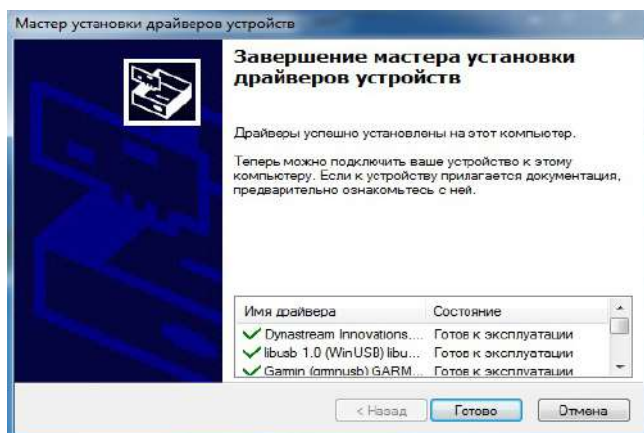 Мастер установки драйверов устройств
Завершение мастера установки
драйверов устройств
Драйверы успешно установлены на этот компьютер.
Теперь можно подключить ваше устройство к этому
компьютеру. Если к устройству прилагается документация,
предварительно ознакомьтесь с ней.
Имя драйвера Состояние
Dynastream Innovations,... Готов к эксплуатации
libusb 1.0 (WinUSB) libu... Готов к эксплуатации
Garmin (grmnusb) GARM... Готов к эксплуатации
< Назад Готово Отмена